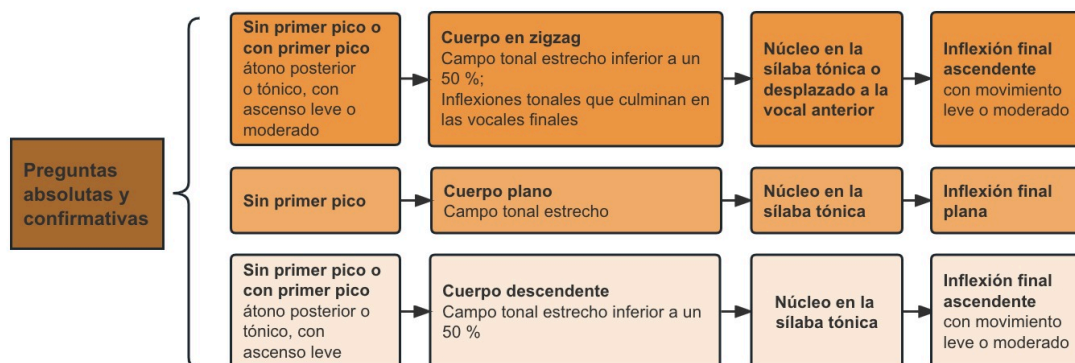 Preguntas
absolutas y
confirmativas
Sin primer pico o
con primer pico
átono posterior
o tónico, con
ascenso leve o
moderado
Cuerpo en zigzag
Campo tonal estrecho inferior a un
50 %;
Inflexiones tonales que culminan en
las vocales finales
Núcleo en la
sílaba tónica o
desplazado a la
vocal anterior
Inflexión final
ascendente
con movimiento
leve o moderado
Sin primer pico
Cuerpo plano
Campo tonal estrecho
Núcleo en la
sílaba tónica
Inflexión final
plana
Sin primer pico o
con primer pico
átono posterior o
tónico, con
ascenso leve
Cuerpo descendente
Campo tonal estrecho inferior a un
50 %
Núcleo en la
sílaba tónica
Inflexión final
ascendente
con movimiento
leve o moderado